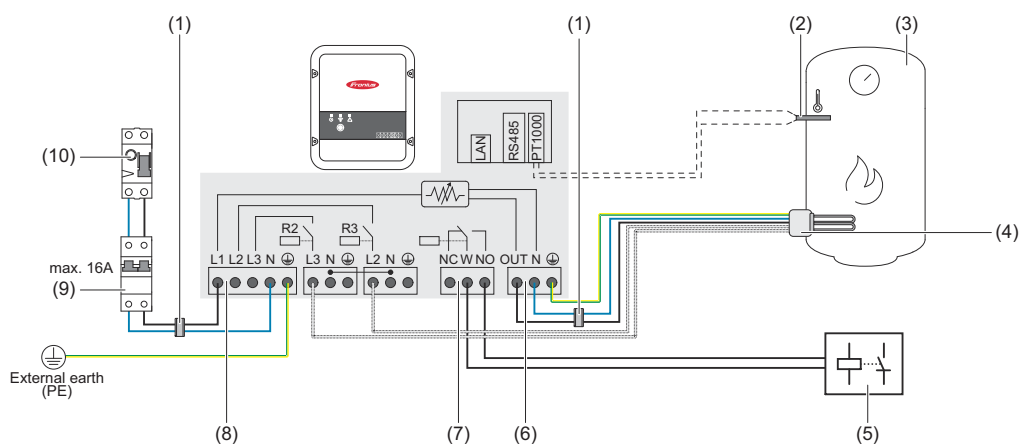 (1)
(1)
(2)
(3)
Fronius
LAN
RS485
PT1000
(10)
R2
R3
(4)
max. 16A
(9)
L1 L2 L3 N
L3 N
L2 N
NC W NO
OUT N
External earth
(PE)
(8)
(7)
(6)
(5)